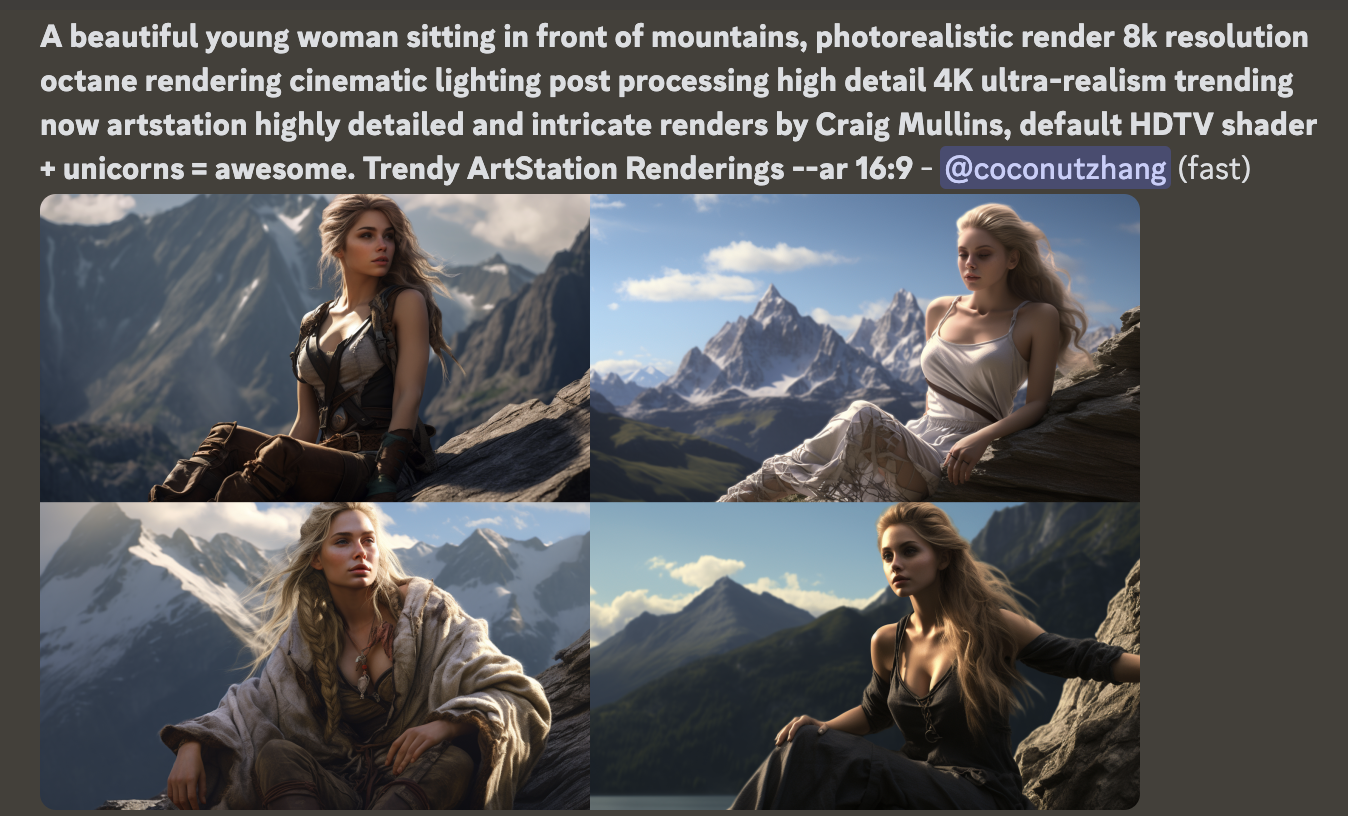 A beautiful young woman sitting in front of mountains, photorealistic render 8k resolution
octane rendering cinematic lighting post processing high detail 4K ultra-realism trending
now artstation highly detailed and intricate renders by Craig Mullins, default HDTV shader
+ unicorns = awesome. Trendy ArtStation Renderings --ar 16:9 - @coconutzhang (fast)